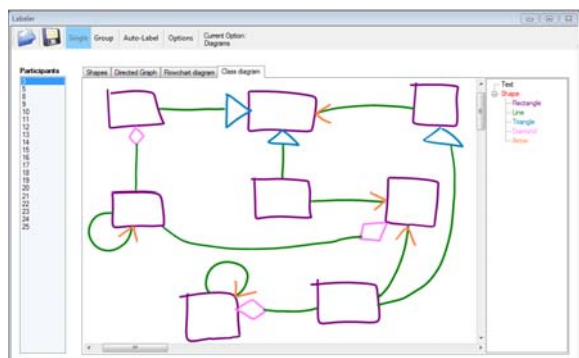 Labeler
Single Group Auto-Label Options Current Option:
Diagrams
Participants
Shapes Directed Graph Flowchart diagram Class diagram
5
8
9
10
11
12
13
14
15
16
17
18
19
20
21
22
23
24
25
Text
Shape
Rectangle
Line
Triangle
Diamond
Arrow